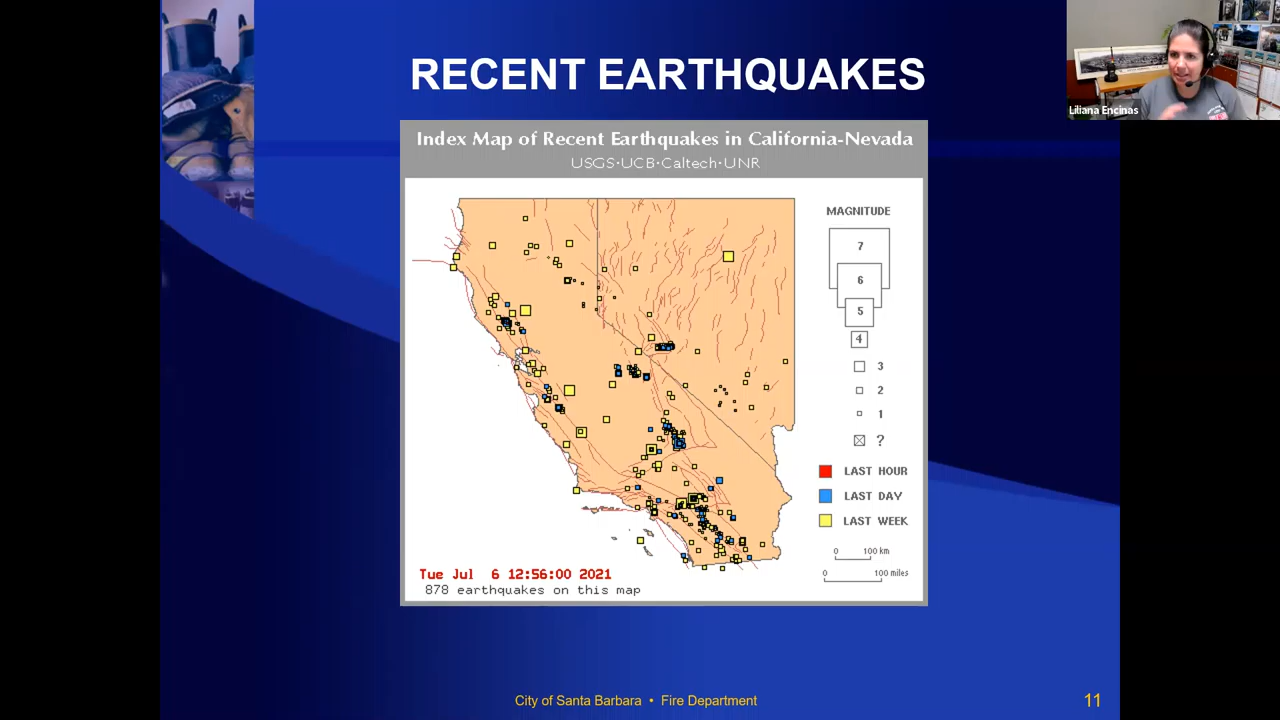 RECENT EARTHQUAKES
Liliana Encinas
Index Map of Recent Earthquakes in California-Nevada
USGS·UCB·Caltech·UNR
MAGNITUDE
7
6
5
4
3
2
1
?
LAST HOUR
LAST DAY
LAST WEEK
0 100 km
0 100 miles
Tue Jul 6 12:56:00 2021
878 earthquakes on this map
City of Santa Barbara • Fire Department
11